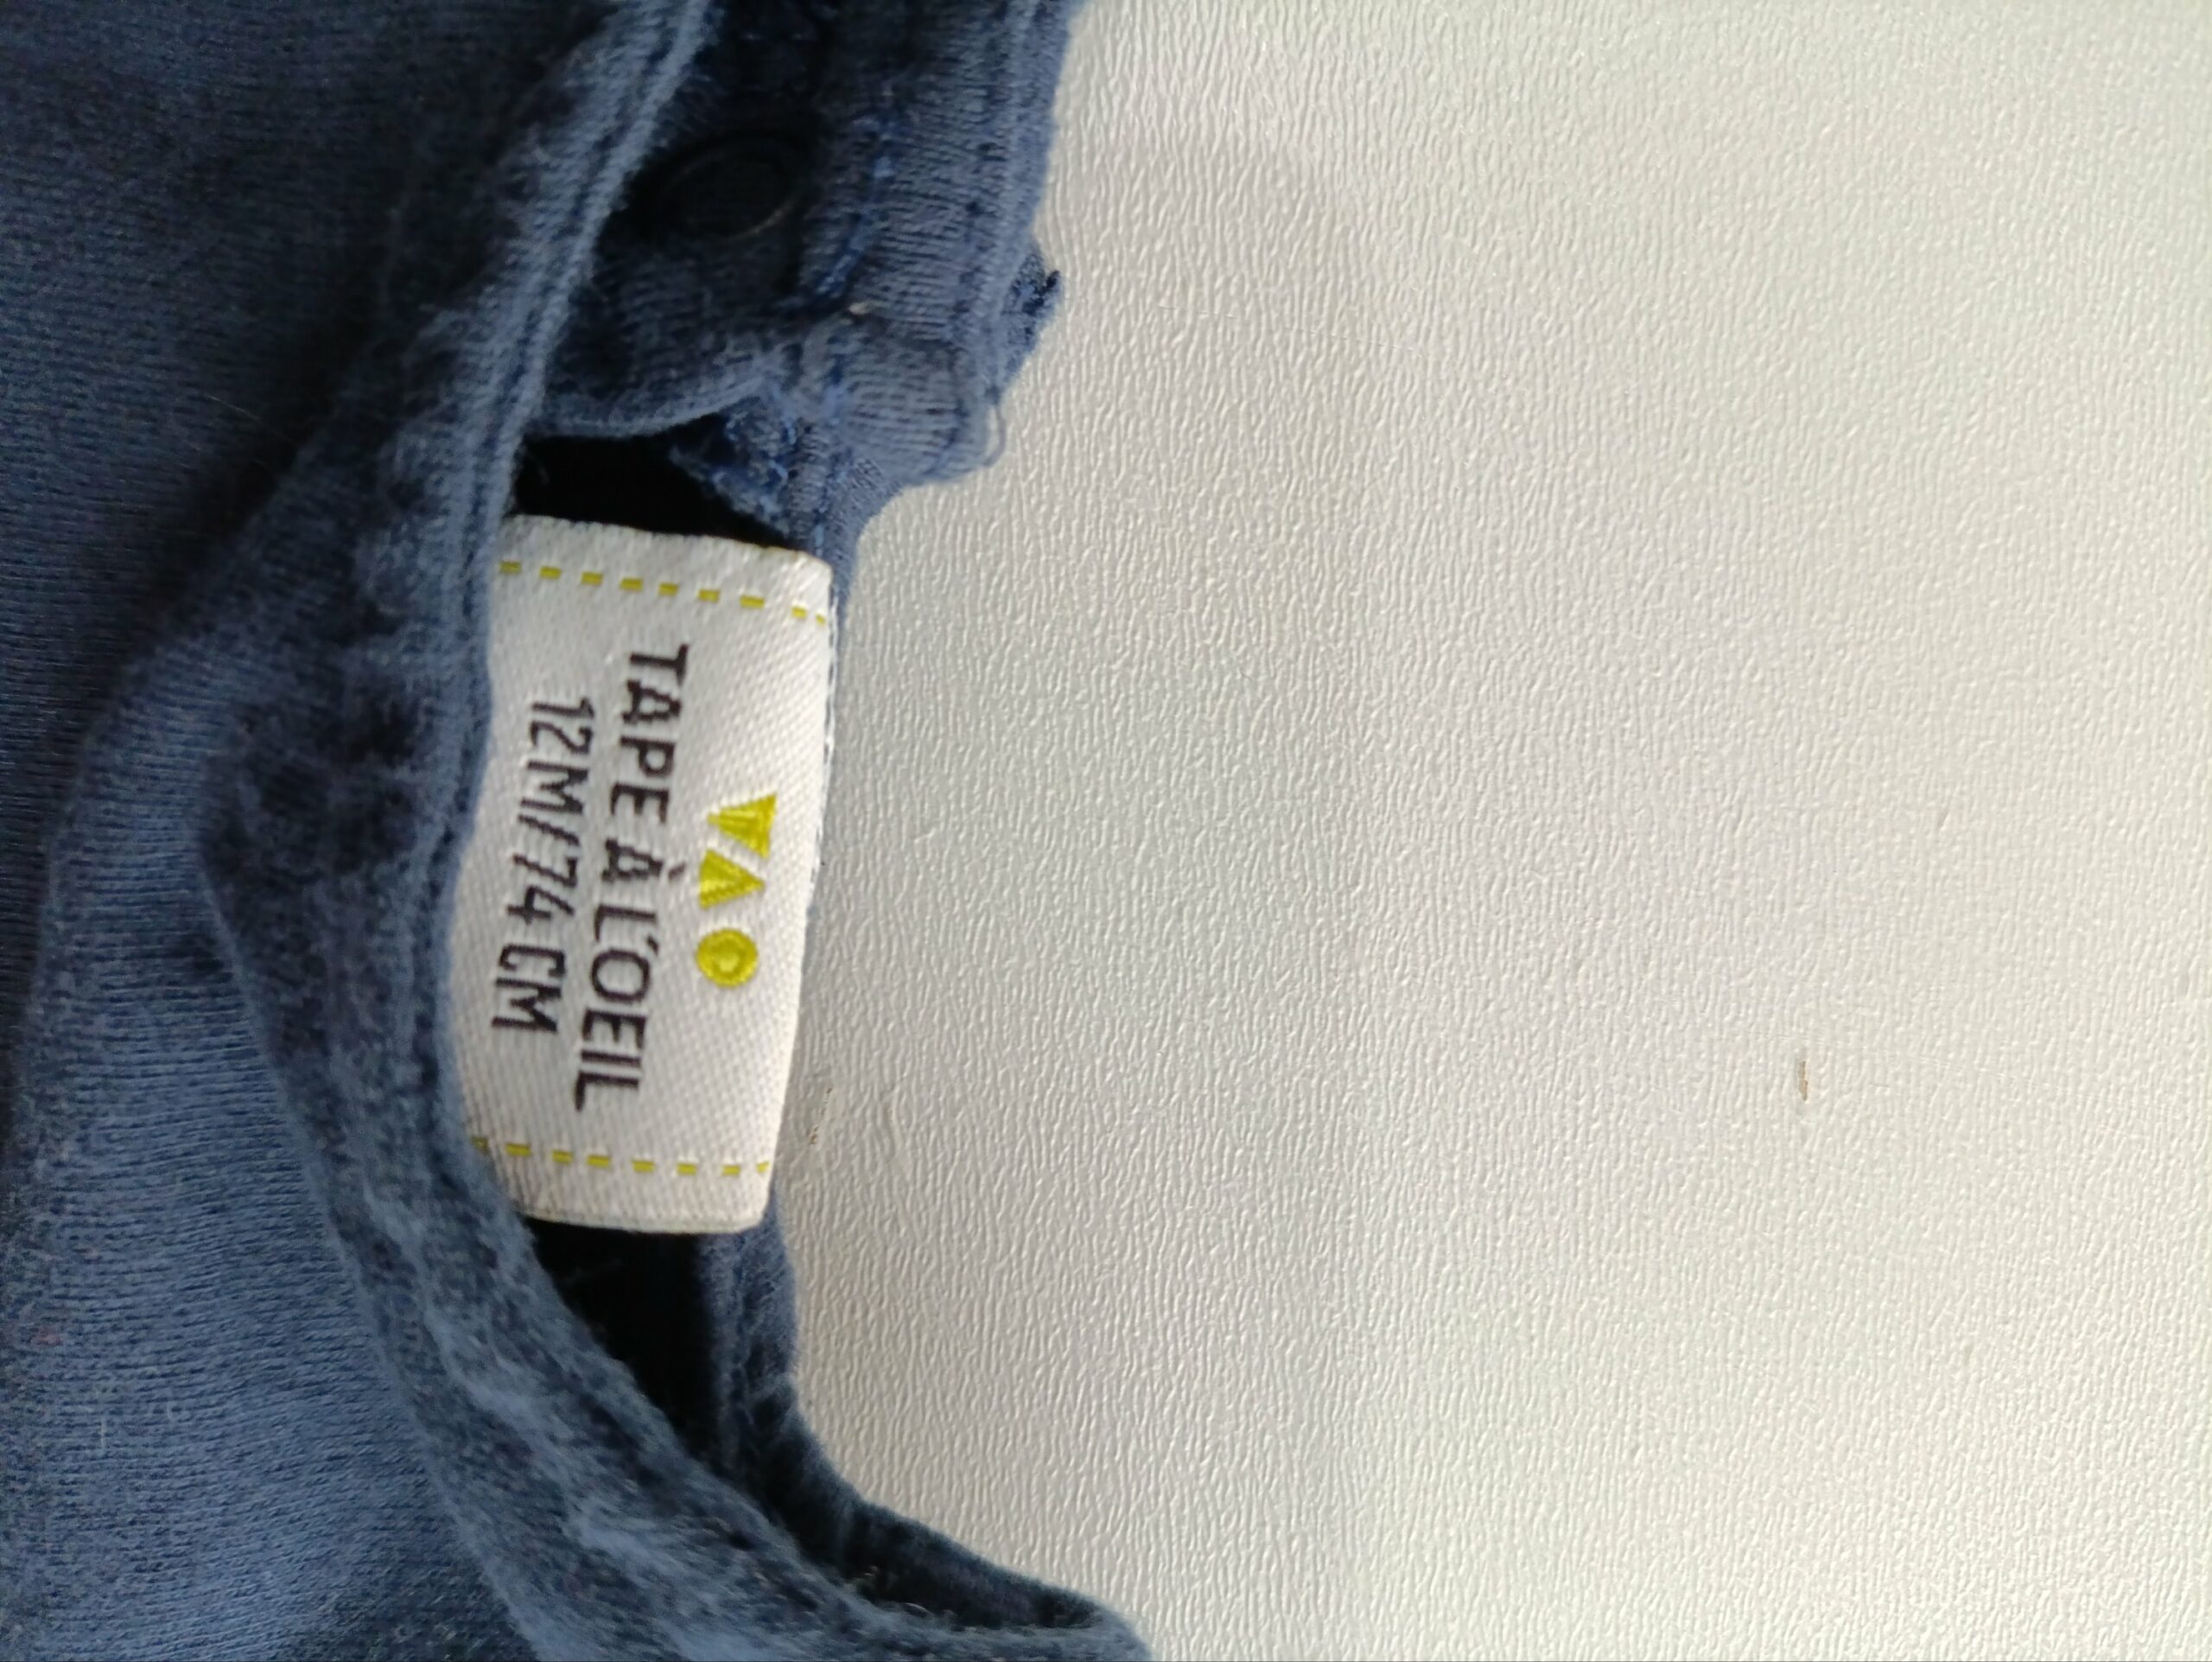 TAPE À L'OEIL
12M/74 CM